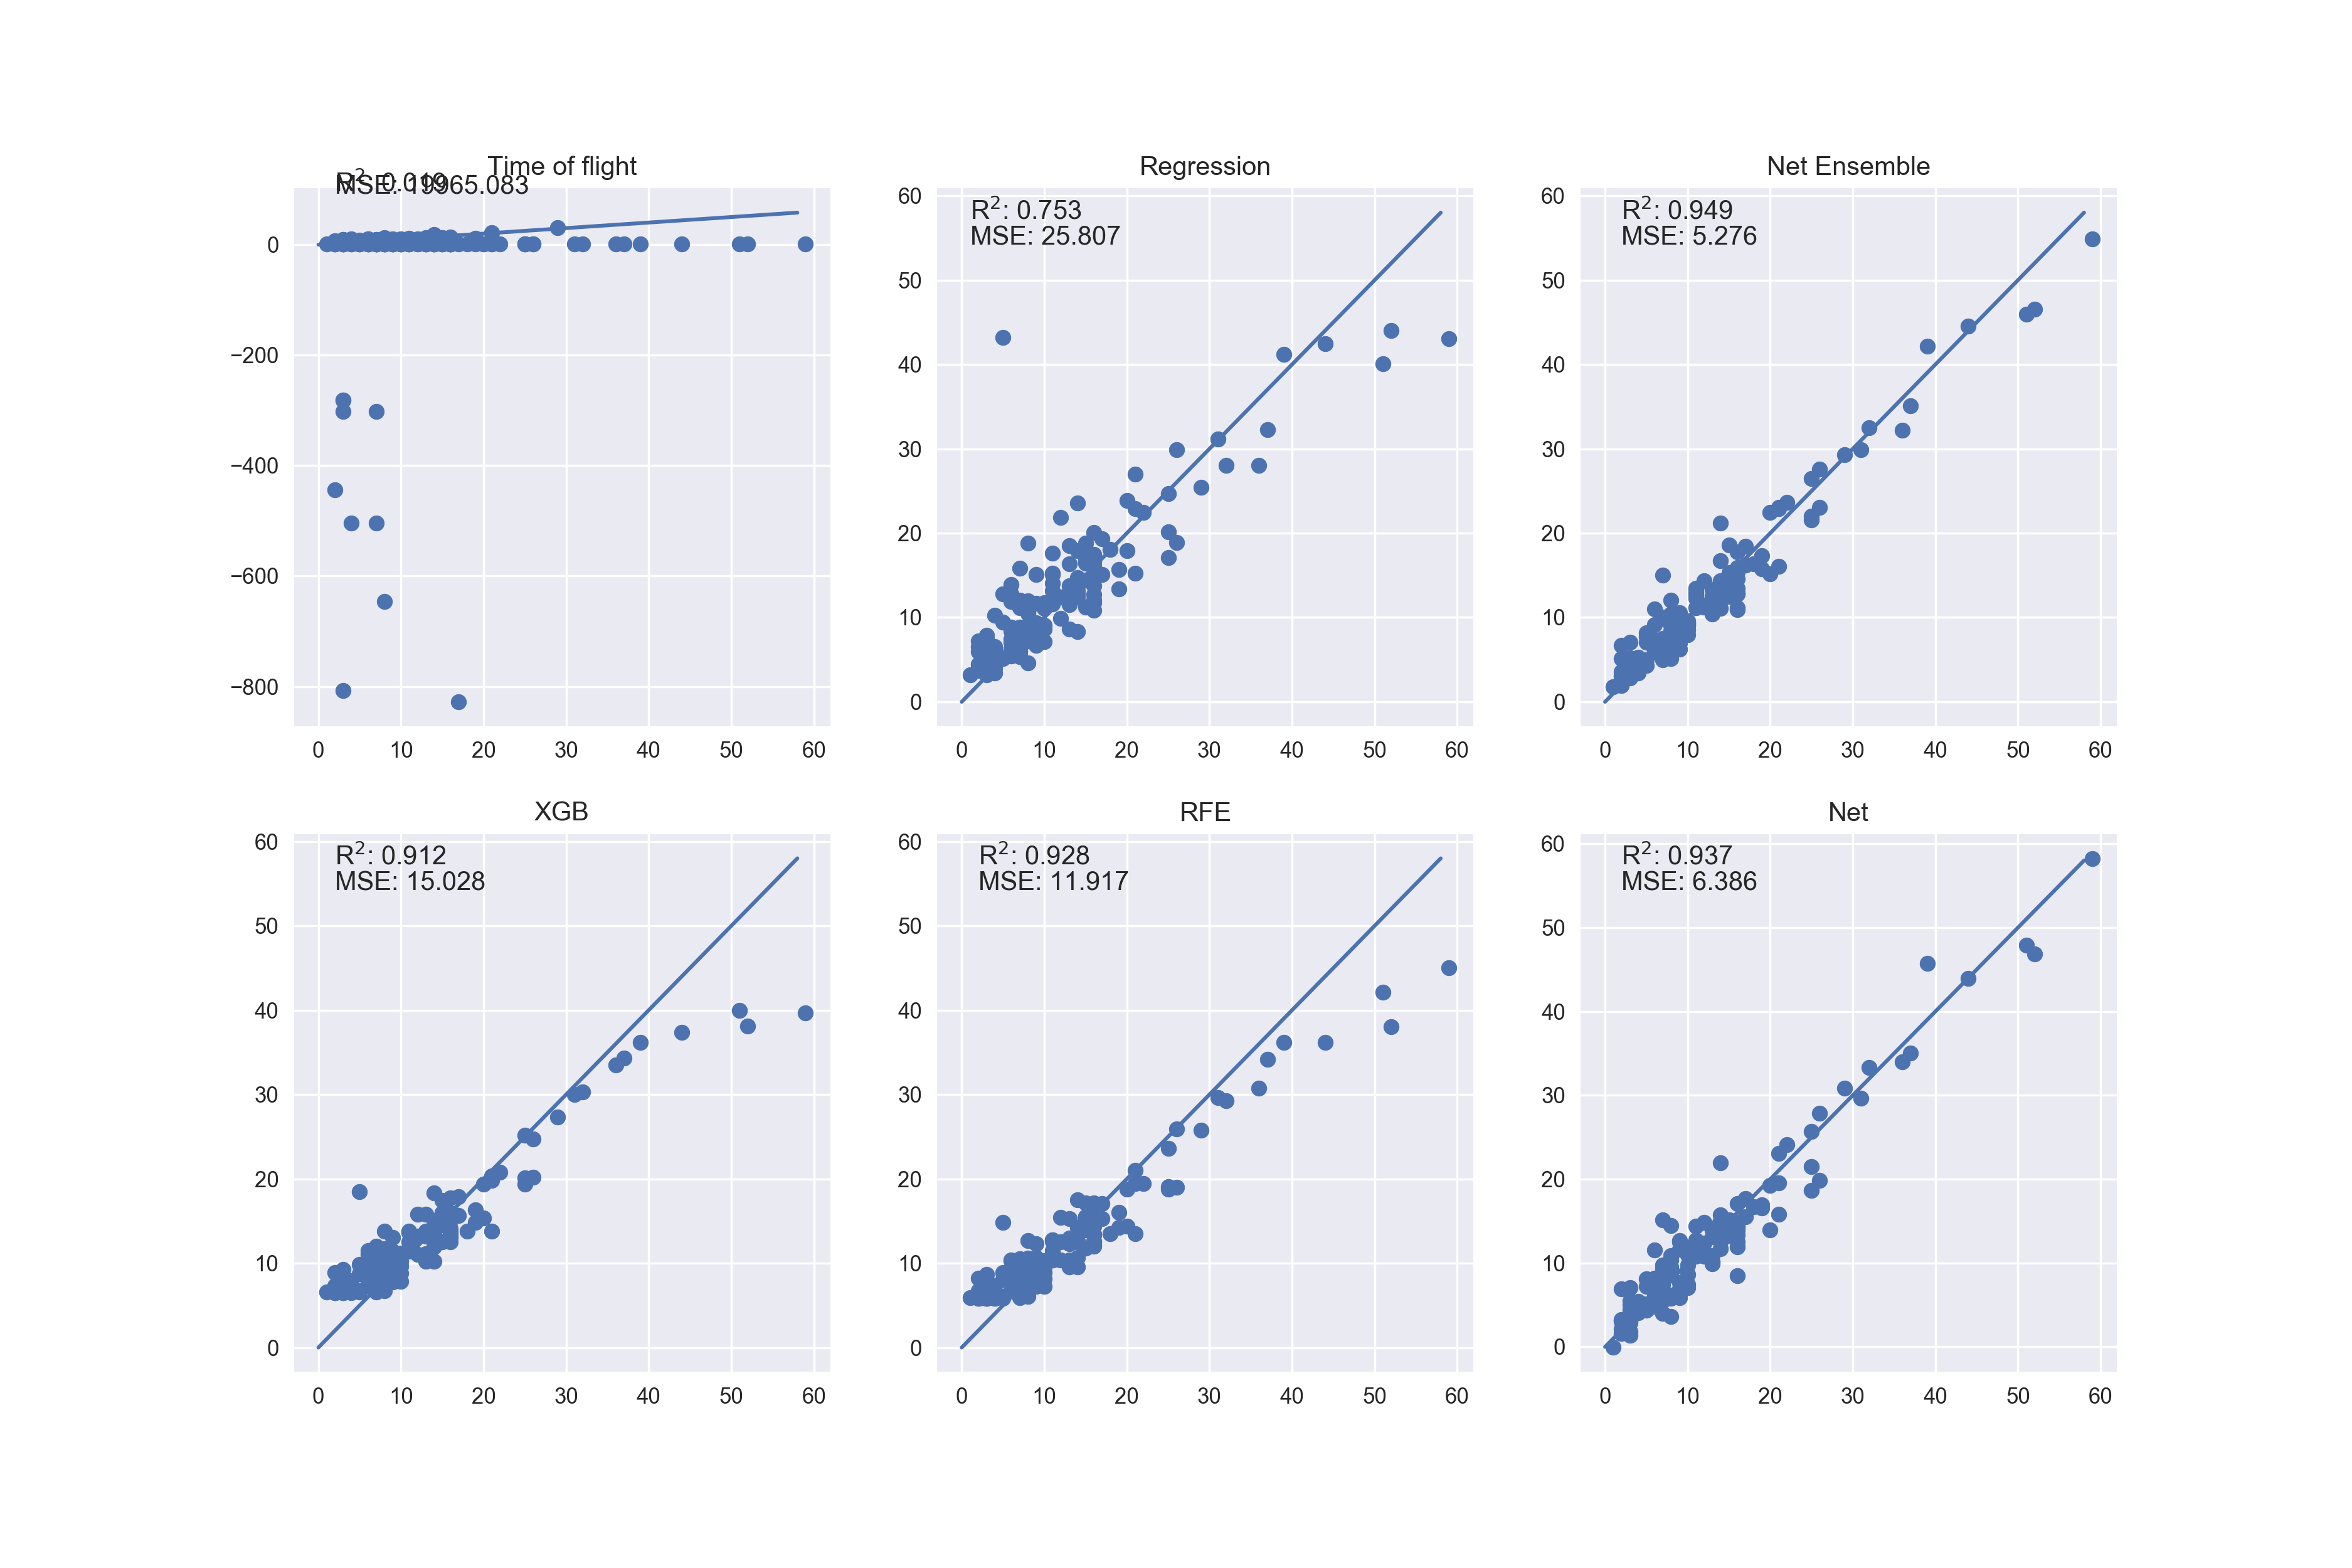 Time of flight
R²: 0.019
MSE: 19965.083
0
−200
−400
−600
−800
0 10 20 30 40 50 60
Regression
R²: 0.753
MSE: 25.807
60
50
40
30
20
10
0
0 10 20 30 40 50 60
Net Ensemble
R²: 0.949
MSE: 5.276
60
50
40
30
20
10
0
0 10 20 30 40 50 60
XGB
R²: 0.912
MSE: 15.028
60
50
40
30
20
10
0
0 10 20 30 40 50 60
RFE
R²: 0.928
MSE: 11.917
60
50
40
30
20
10
0
0 10 20 30 40 50 60
Net
R²: 0.937
MSE: 6.386
60
50
40
30
20
10
0
0 10 20 30 40 50 60